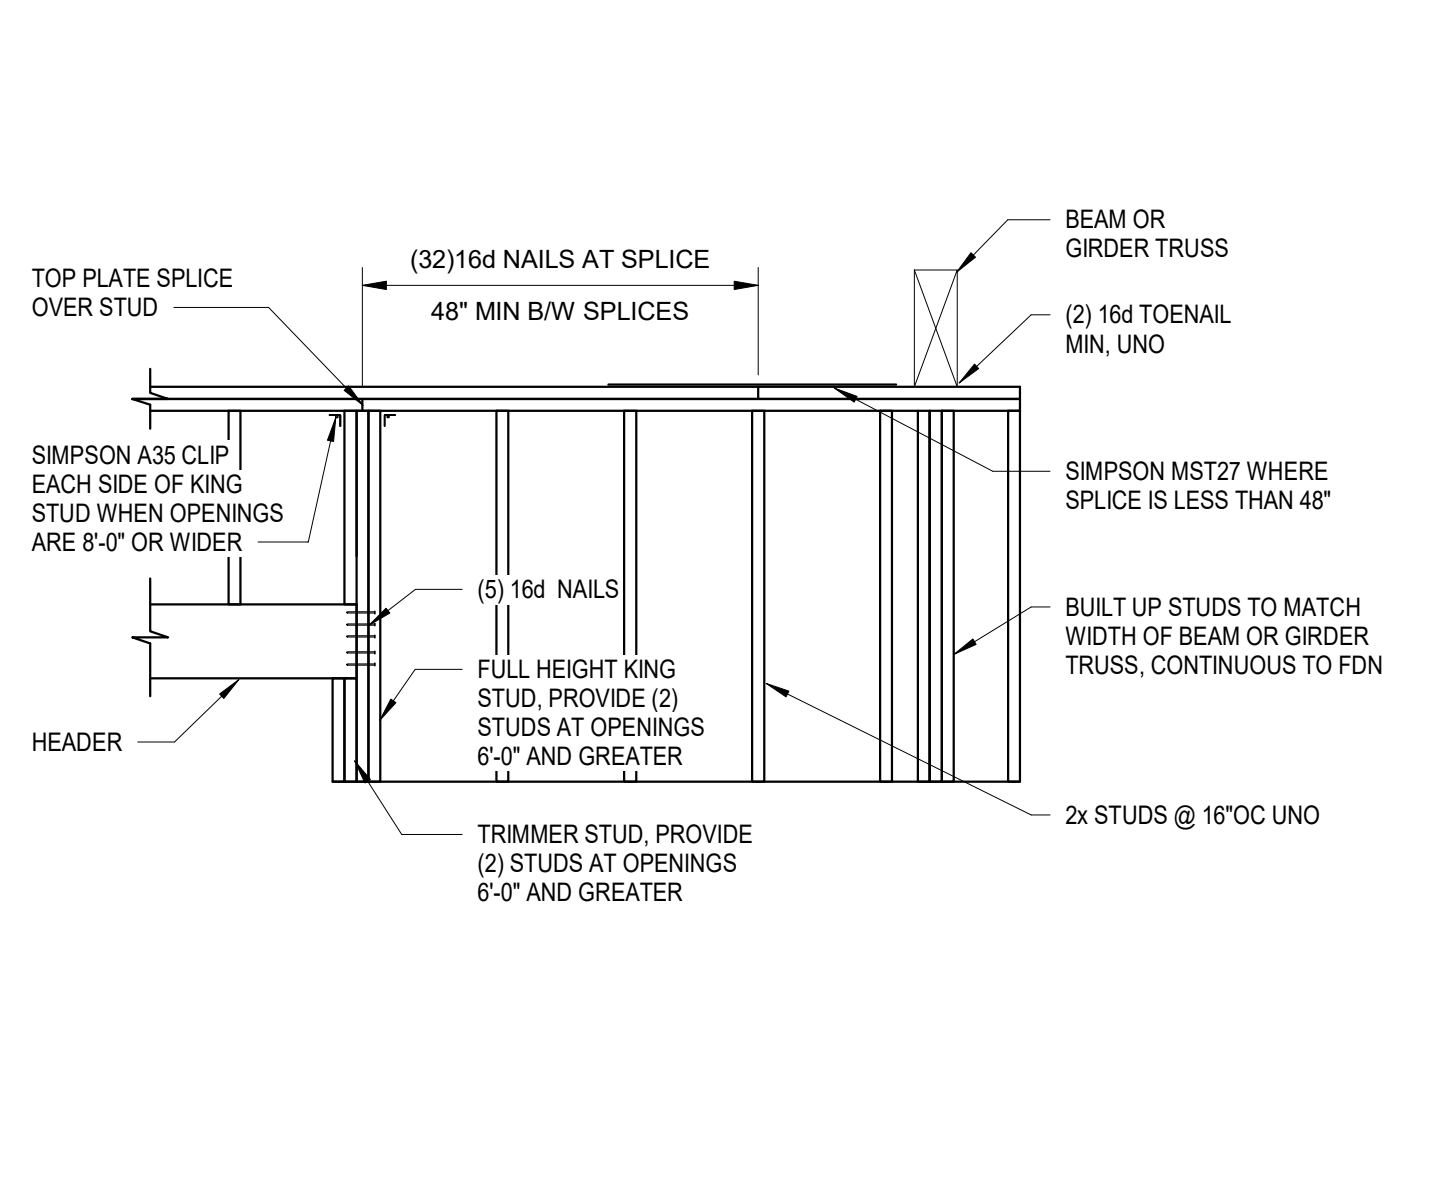 BEAM OR
GIRDER TRUSS
(32)16d NAILS AT SPLICE
48" MIN B/W SPLICES
TOP PLATE SPLICE
OVER STUD
(2) 16d TOENAIL
MIN, UNO
SIMPSON A35 CLIP
EACH SIDE OF KING
STUD WHEN OPENINGS
ARE 8'-0" OR WIDER
SIMPSON MST27 WHERE
SPLICE IS LESS THAN 48"
(5) 16d NAILS
BUILT UP STUDS TO MATCH
WIDTH OF BEAM OR GIRDER
TRUSS, CONTINUOUS TO FDN
FULL HEIGHT KING
STUD, PROVIDE (2)
STUDS AT OPENINGS
6'-0" AND GREATER
HEADER
2x STUDS @ 16"OC UNO
TRIMMER STUD, PROVIDE
(2) STUDS AT OPENINGS
6'-0" AND GREATER